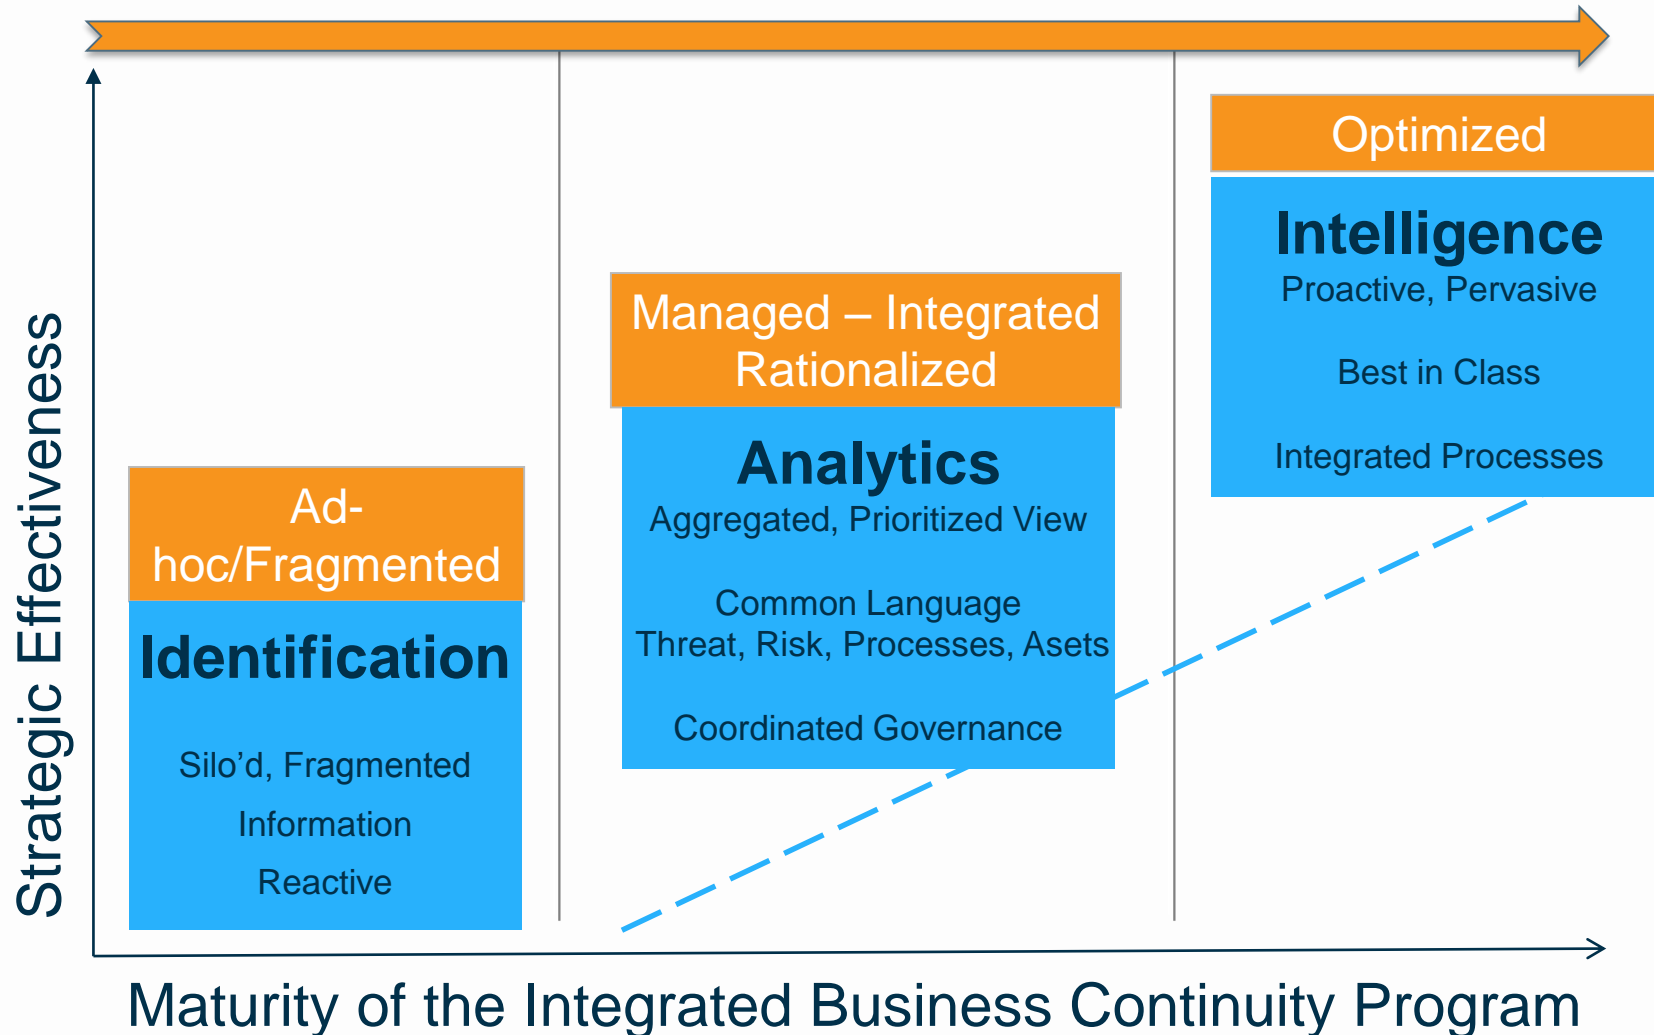 Strategic Effectiveness
Ad-
hoc/Fragmented
Identification
Silo’d, Fragmented
Information
Reactive
Managed – Integrated
Rationalized
Analytics
Aggregated, Prioritized View
Common Language
Threat, Risk, Processes, Asets
Coordinated Governance
Optimized
Intelligence
Proactive, Pervasive
Best in Class
Integrated Processes
Maturity of the Integrated Business Continuity Program